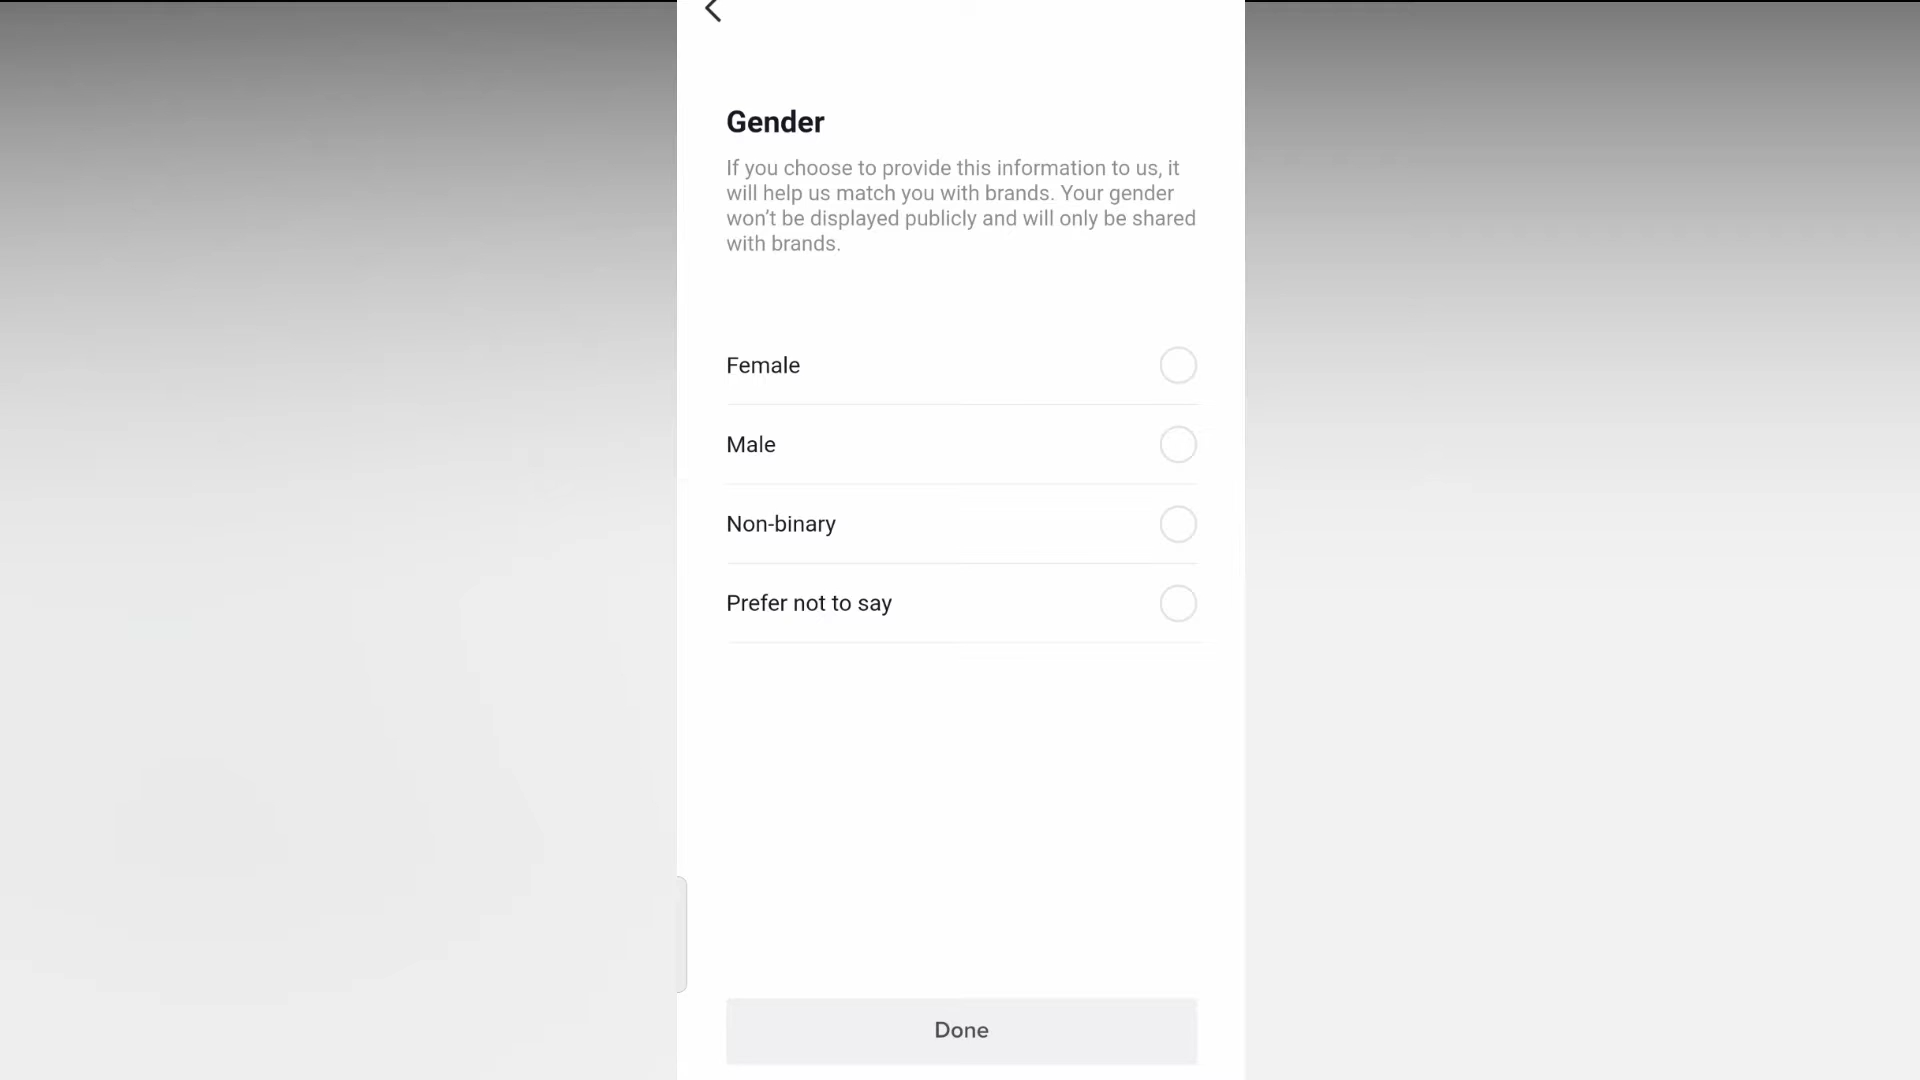 Gender
If you choose to provide this information to us, it
will help us match you with brands. Your gender
won’t be displayed publicly and will only be shared
with brands.
Female
Male
Non-binary
Prefer not to say
Done